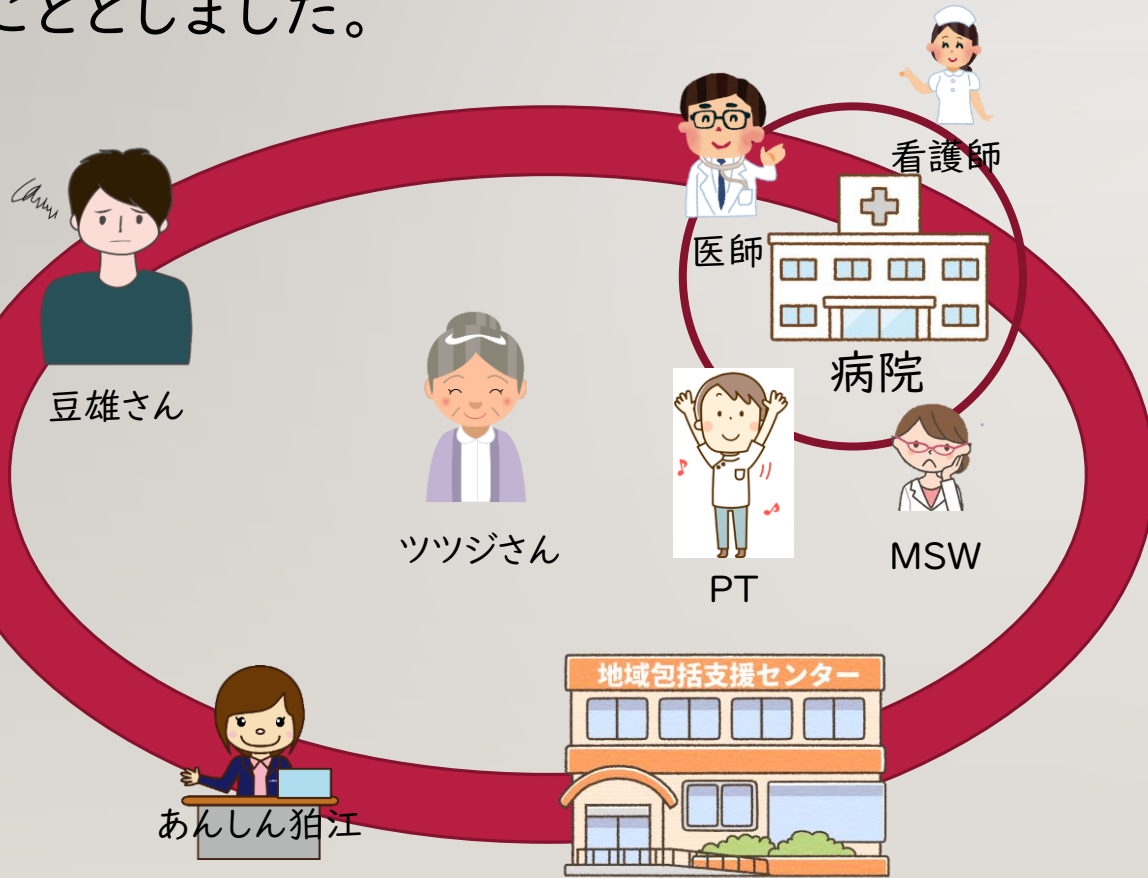 こととしました。
看護師
医師
病院
豆雄さん
ツツジさん
MSW
PT
地域包括支援センター
あんしん狛江